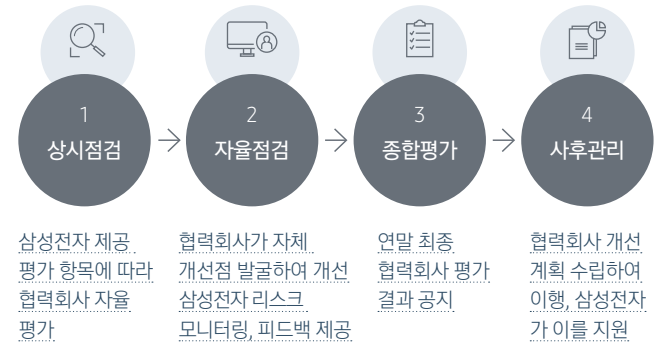 1
상시점검
2
자율점검
3
종합평가
4
사후관리
삼성전자 제공
평가 항목에 따라
협력회사 자율
평가
협력회사가 자체
개선점 발굴하여 개선
삼성전자 리스크
모니터링, 피드백 제공
연말 최종
협력회사 평가
결과 공지
협력회사 개선
계획 수립하여
이행, 삼성전자
가 이를 지원